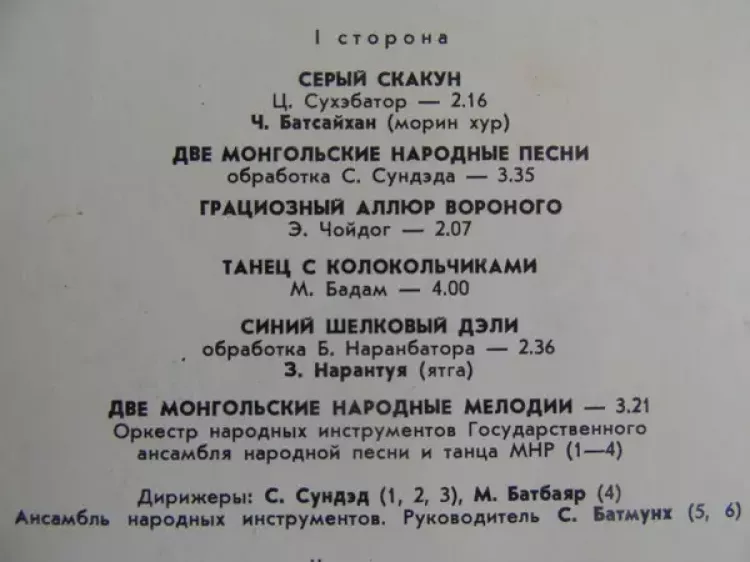 I сторона
СЕРЫЙ СКАКУН
Ц. Сухэбатор — 2.16
Ч. Батсайхан (морин хур)
ДВЕ МОНГОЛЬСКИЕ НАРОДНЫЕ ПЕСНИ
обработка С. Сундэда — 3.35
ГРАЦИОЗНЫЙ АЛЛЮР ВОРОНОГО
Э. Чойдог — 2.07
ТАНЕЦ С КОЛОКОЛЬЧИКАМИ
М. Бадам — 4.00
СИНИЙ ШЕЛКОВЫЙ ДЭЛИ
обработка Б. Наранбатора — 2.36
З. Нарантуя (ятга)
ДВЕ МОНГОЛЬСКИЕ НАРОДНЫЕ МЕЛОДИИ — 3.21
Оркестр народных инструментов Государственного
ансамбля народной песни и танца МНР (1—4)
Дирижеры: С. Сундэд (1, 2, 3), М. Батбаяр (4)
Ансамбль народных инструментов. Руководитель С. Батмунх (5, 6)